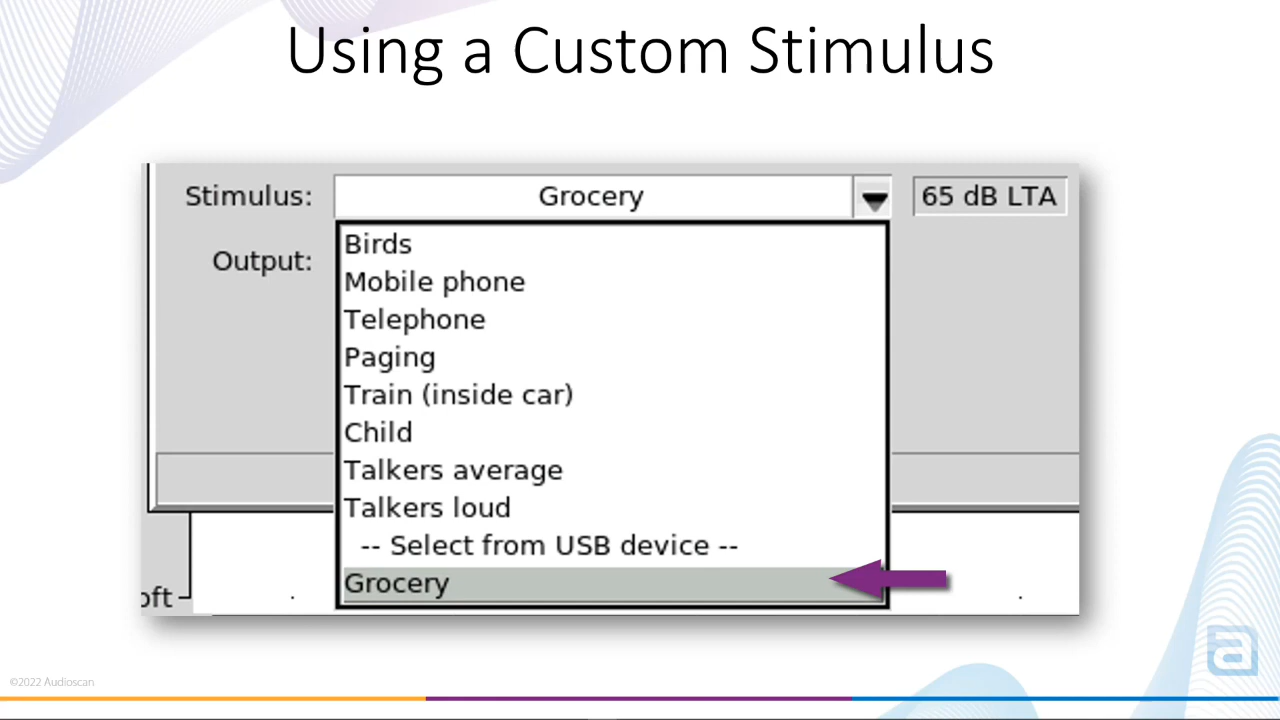 Using a Custom Stimulus
Stimulus: Grocery 65 dB LTA
Output:
Birds
Mobile phone
Telephone
Paging
Train (inside car)
Child
Talkers average
Talkers loud
-- Select from USB device --
Grocery
oft
a
©2022 Audioscan